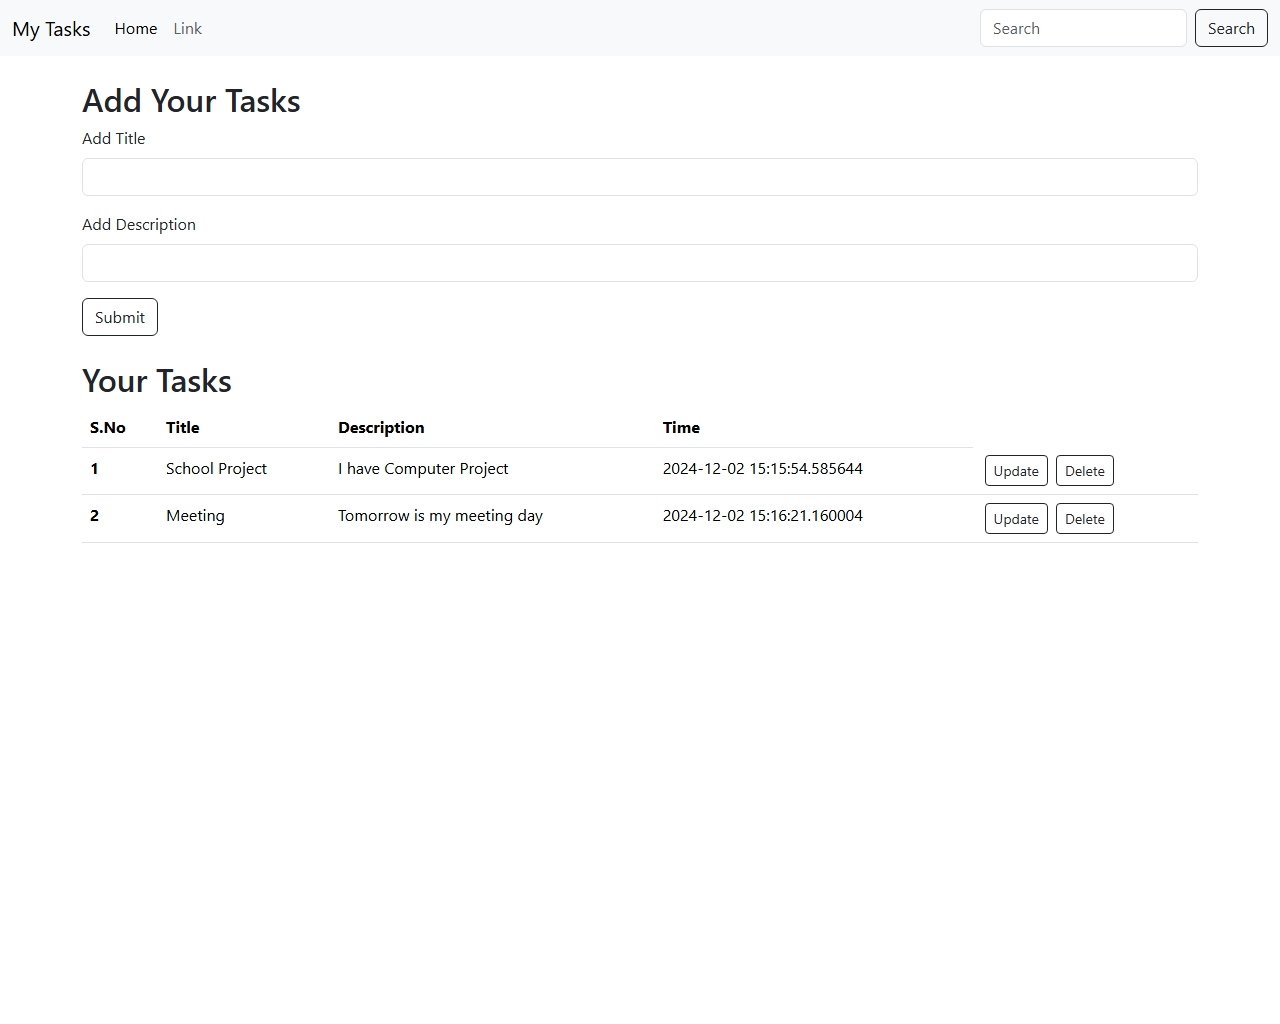 My Tasks Home Link Search Search
Add Your Tasks
Add Title
Add Description
Submit
Your Tasks
S.No Title Description Time
1 School Project I have Computer Project 2024-12-02 15:15:54.585644 Update Delete
2 Meeting Tomorrow is my meeting day 2024-12-02 15:16:21.160004 Update Delete